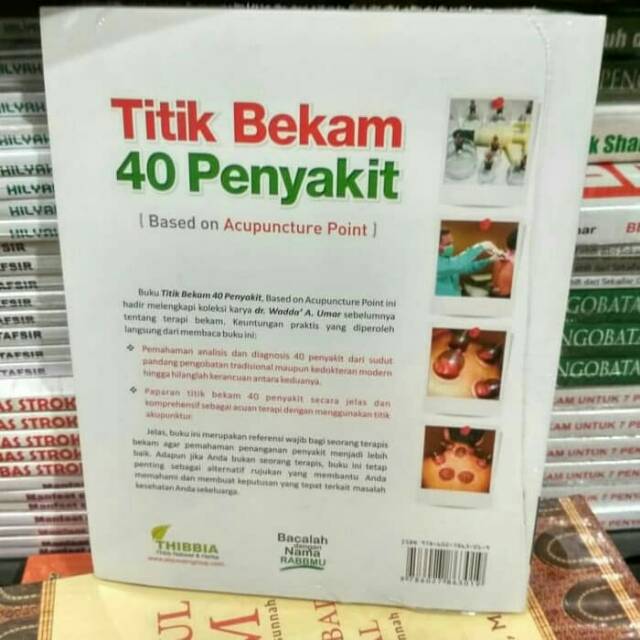 Titik Bekam
40 Penyakit
[ Based on Acupuncture Point ]
Buku Titik Bekam 40 Penyakit, Based on Acupuncture Point ini
hadir melengkapi koleksi karya dr. Wadda' A. Umar sebelumnya
tentang terapi bekam. Keuntungan praktis yang diperoleh
langsung dari membaca buku ini:
Pemahaman analisis dan diagnosis 40 penyakit dari sudut
pandang pengobatan tradisional maupun kedokteran modern
hingga hilanglah kerancuan antara keduanya.
Paparan titik bekam 40 penyakit secara jelas dan
komprehensif sebagai acuan terapi dengan menggunakan titik
akupunktur.
Jelas, buku ini merupakan referensi wajib bagi seorang terapis
bekam agar pemahaman penanganan penyakit menjadi lebih
baik. Adapun jika Anda bukan seorang terapis, buku ini tetap
penting sebagai alternatif rujukan yang membantu Anda
memahami dan membuat keputusan yang tepat terkait masalah
kesehatan Anda sekeluarga.
THIBBIA
Bacalah
dengan
Nama
RABBMU
ISBN
HILYAH
HILYAH
HILYAH
HILYAH
TAFSIR
TAFSIR
TAFSIR
BAS STROK
BAS STROK
BAS STROK
BAS STROK
k Sha
NGOBATA
NGOBATA
NGOBATA
AM UNTUK 7 PEN
AM UNTUK 7 PEN
AM UNTUK 7 PEN
sunnah